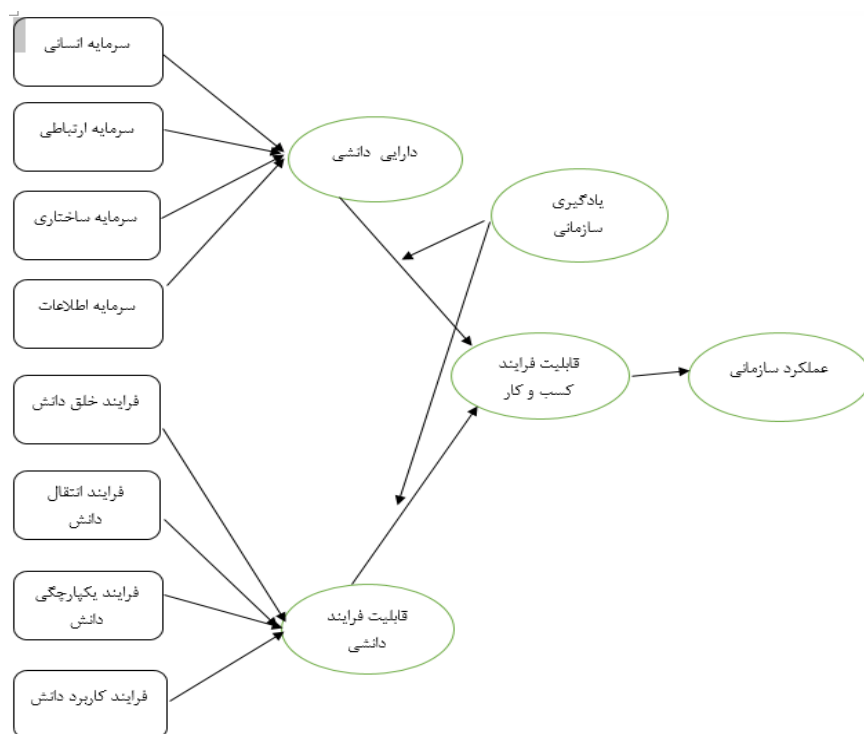 سرمایه انسانی
سرمایه ارتباطی
سرمایه ساختاری
سرمایه اطلاعات
فرایند خلق دانش
فرایند انتقال
دانش
فرایند یکپارچگی
دانش
فرایند کاربرد دانش
دارایی دانشی
قابلیت فرایند
دانشی
یادگیری
سازمانی
قابلیت فرایند
کسب و کار
عملکرد سازمانی